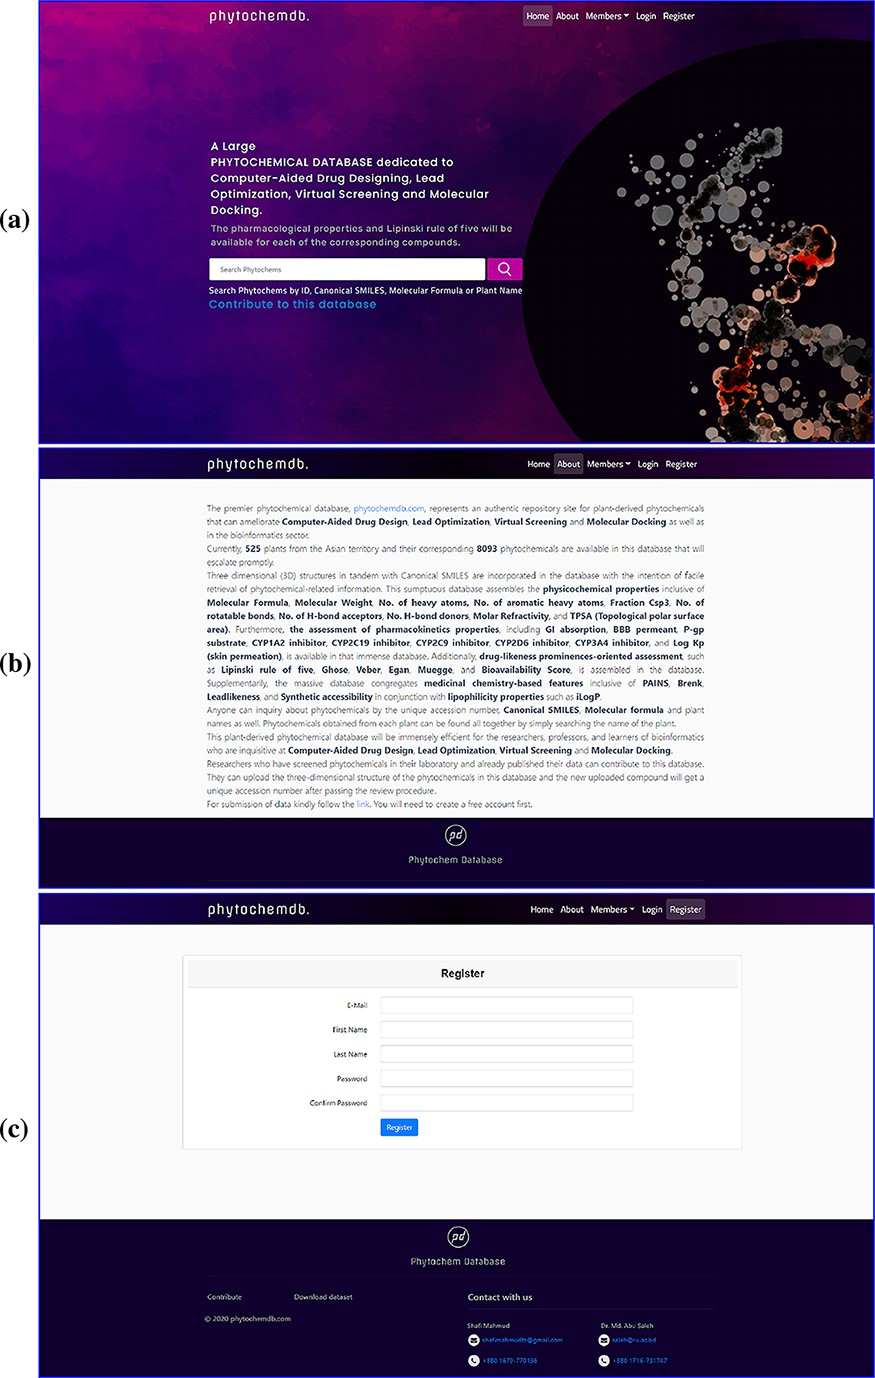 (a)
phytochemdb.
Home About Members Login Register
A Large
PHYTOCHEMICAL DATABASE dedicated to
Computer-Aided Drug Designing, Lead
Optimization, Virtual Screening and Molecular
Docking.
The pharmacological properties and Lipinski rule of five will be
available for each of the corresponding compounds.
Search Phytochems
Search Phytochems by ID, Canonical SMILES, Molecular Formula or Plant Name
Contribute to this database
(b)
phytochemdb.
Home About Members Login Register
The premier phytochemical database, phytochemdb.com, represents an authentic repository site for plant-derived phytochemicals
that can ameliorate Computer-Aided Drug Design, Lead Optimization, Virtual Screening and Molecular Docking as well as
in the bioinformatics sector.
Currently, 525 plants from the Asian territory and their corresponding 8093 phytochemicals are available in this database that will
escalate promptly.
Three dimensional (3D) structures in tandem with Canonical SMILES are incorporated in the database with the intention of facile
retrieval of phytochemical-related information. This sumptuous database assembles the physicochemical properties inclusive of
Molecular Formula, Molecular Weight, No. of heavy atoms, No. of aromatic heavy atoms, Fraction Csp3, No. of
rotatable bonds, No. of H-bond acceptors, No. H-bond donors, Molar Refractivity, and TPSA (Topological polar surface
area). Furthermore, the assessment of pharmacokinetics properties, including GI absorption, BBB permeant, P-gp
substrate, CYP1A2 inhibitor, CYP2C19 inhibitor, CYP2C9 inhibitor, CYP2D6 inhibitor, CYP3A4 inhibitor, and Log Kp
(skin permeation), is available in that immense database. Additionally, drug-likeness prominences-oriented assessment, such
as Lipinski rule of five, Ghose, Veber, Egan, Muegge, and Bioavailability Score, is assembled in the database.
Supplementarily, the massive database congregates medicinal chemistry-based features inclusive of PAINS, Brenk,
Leadlikeness, and Synthetic accessibility in conjunction with lipophilicity properties such as iLogP.
Anyone can inquiry about phytochemicals by the unique accession number, Canonical SMILES, Molecular formula and plant
names as well. Phytochemicals obtained from each plant can be found all together by simply searching the name of the plant.
This plant-derived phytochemical database will be immensely efficient for the researchers, professors, and learners of bioinformatics
who are inquisitive at Computer-Aided Drug Design, Lead Optimization, Virtual Screening and Molecular Docking.
Researchers who have screened phytochemicals in their laboratory and already published their data can contribute to this database.
They can upload the three-dimensional structure of the phytochemicals in this database and the new uploaded compound will get a
unique accession number after passing the review procedure.
For submission of data kindly follow the link. You will need to create a free account first.
pd
Phytochem Database
(c)
phytochemdb.
Home About Members Login Register
Register
E-Mail
First Name
Last Name
Password
Confirm Password
Register
pd
Phytochem Database
Contribute Download dataset Contact with us
© 2020 phytochemdb.com
Shafi Mahmud Dr. Md. Abu Saleh
shafimahmudfz@gmail.com saleh@ru.ac.bd
+880 1679-770136 +880 1716-731747